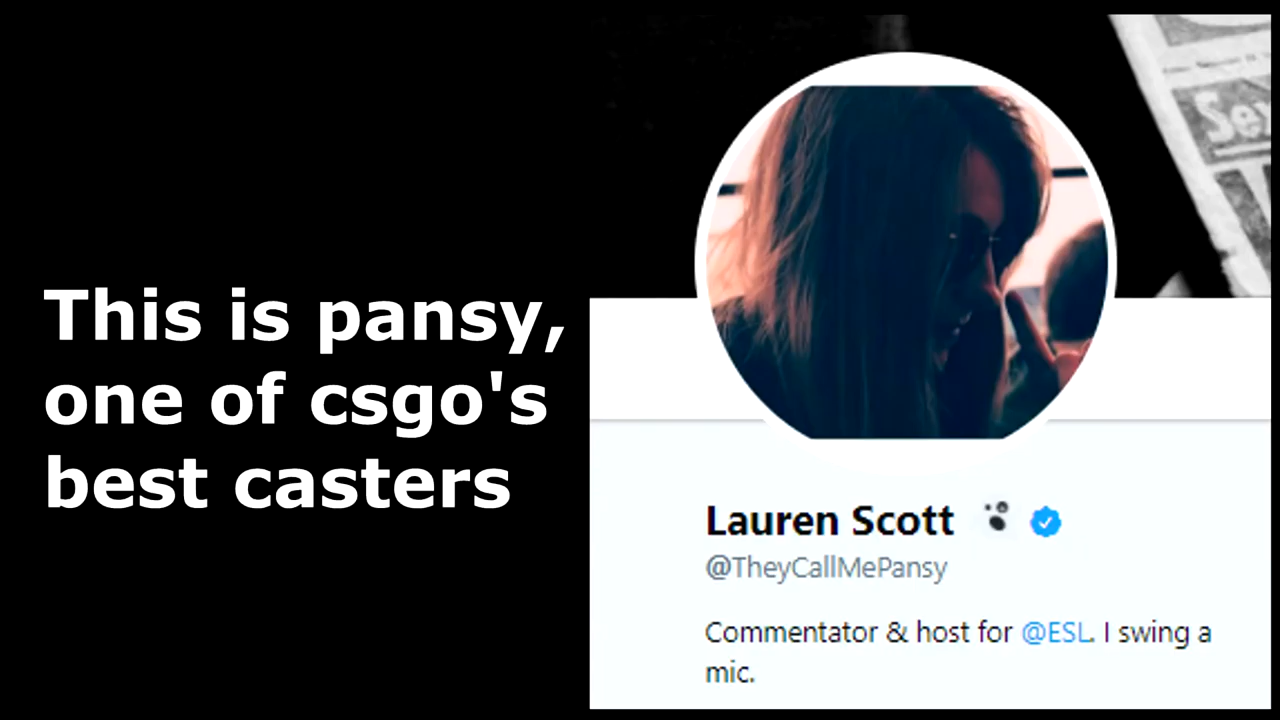 This is pansy,
one of csgo's
best casters
Lauren Scott
@TheyCallMePansy
Commentator & host for @ESL. I swing a
mic.